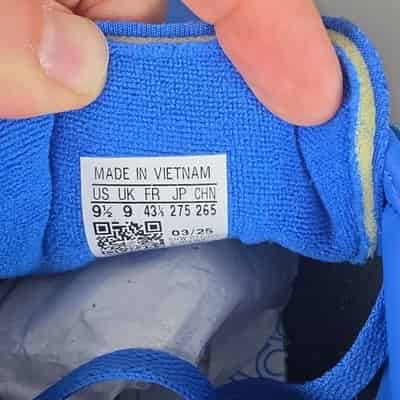 MADE IN VIETNAM
US UK FR JP CHN
9½ 9 43⅓ 275 265
03/25